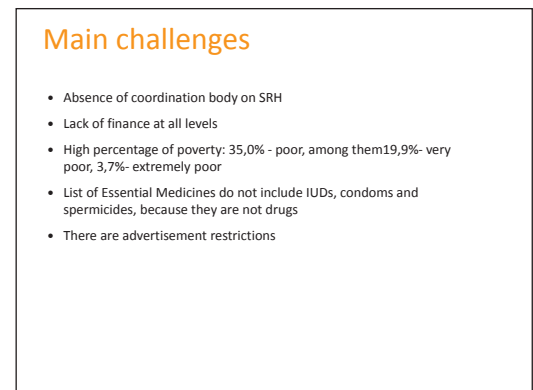 Main challenges
• Absence of coordination body on SRH
• Lack of finance at all levels
• High percentage of poverty: 35,0% - poor, among them19,9%- very
poor, 3,7%- extremely poor
• List of Essential Medicines do not include IUDs, condoms and
spermicides, because they are not drugs
• There are advertisement restrictions